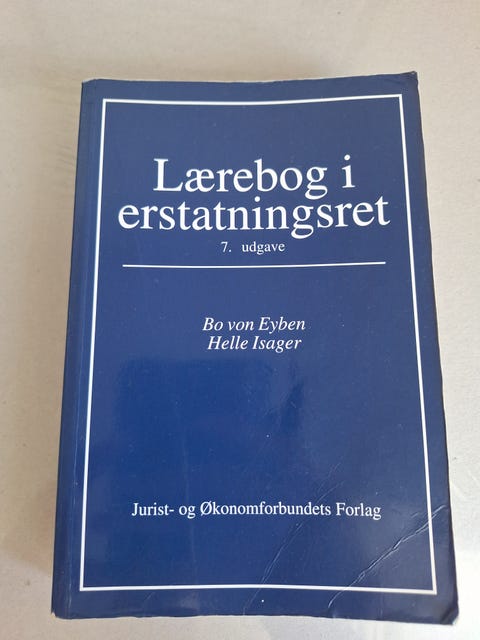 Lærebog i
erstatningsret
7. udgave
Bo von Eyben
Helle Isager
Jurist- og Økonomforbundets Forlag